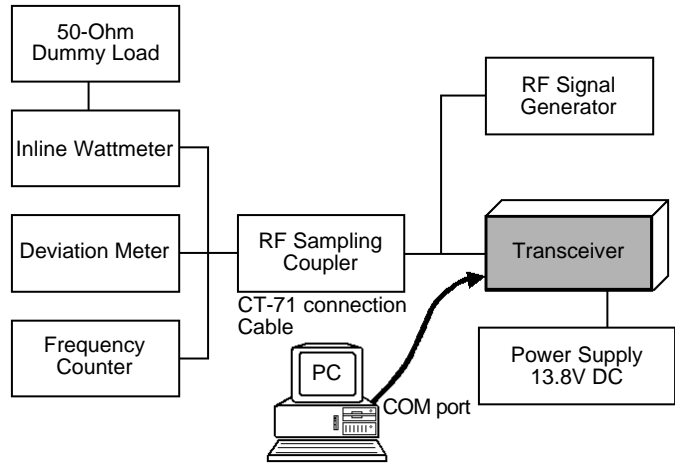 50-Ohm
Dummy Load
RF Signal
Generator
Inline Wattmeter
Deviation Meter
RF Sampling
Coupler
Transceiver
CT-71 connection
Cable
Frequency
Counter
PC
COM port
Power Supply
13.8V DC